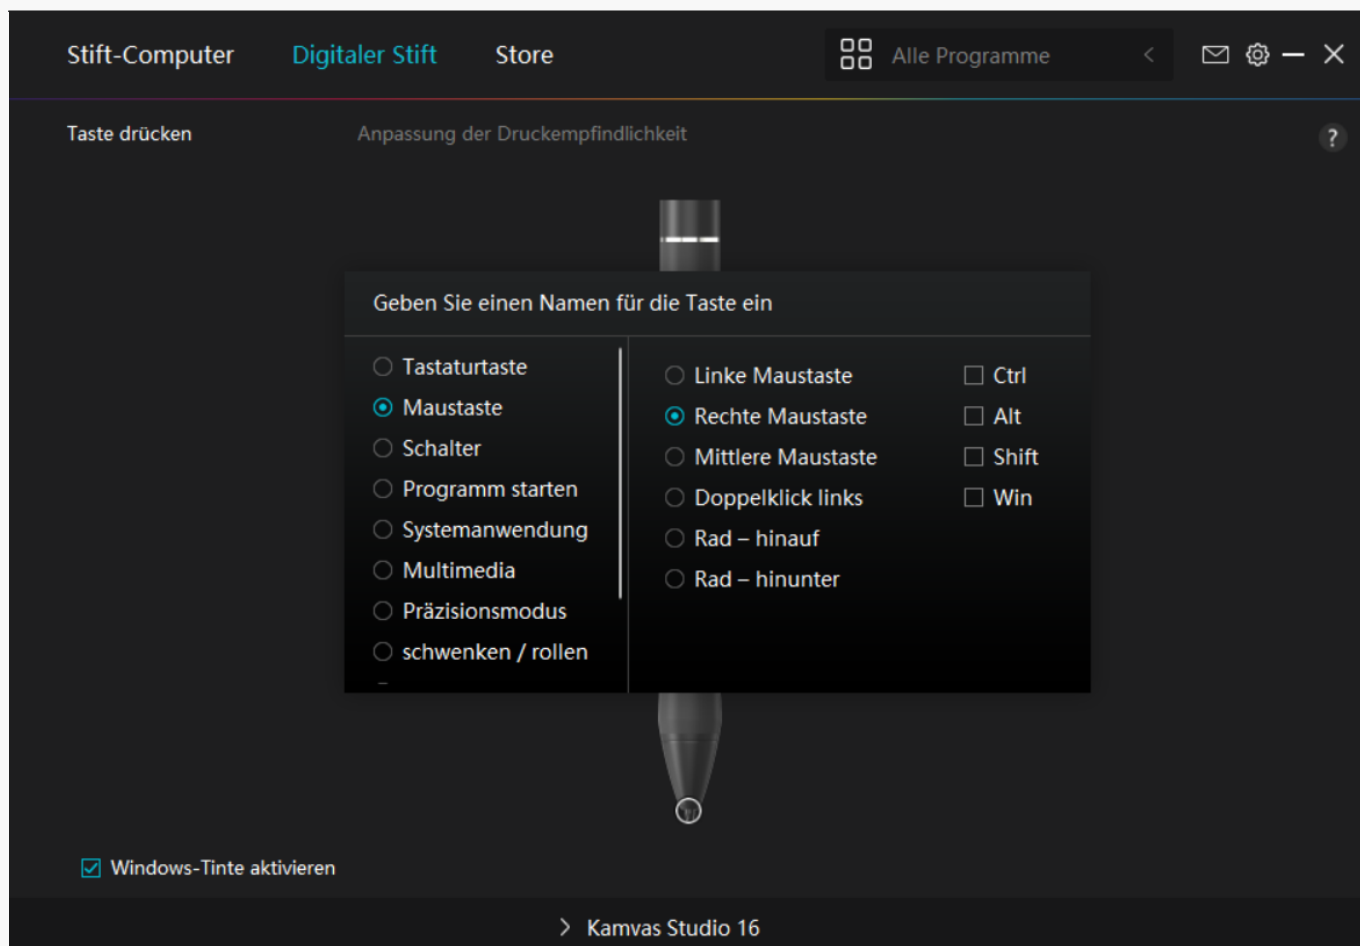 Stift-Computer Digitaler Stift Store Alle Programme
Taste drücken Anpassung der Druckempfindlichkeit ?
Geben Sie einen Namen für die Taste ein
Tastaturtaste
Maustaste
Schalter
Programm starten
Systemanwendung
Multimedia
Präzisionsmodus
schwenken / rollen
Linke Maustaste Ctrl
Rechte Maustaste Alt
Mittlere Maustaste Shift
Doppelklick links Win
Rad – hinauf
Rad – hinunter
Windows-Tinte aktivieren
Kamvas Studio 16